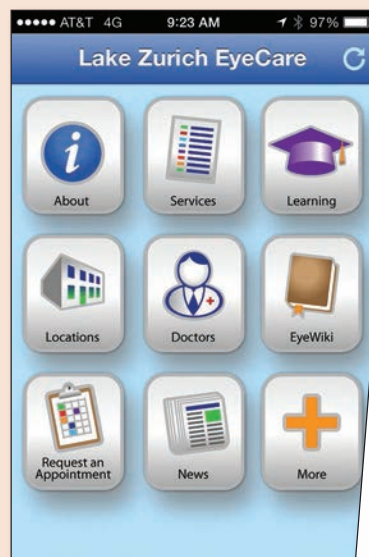 AT&T 4G 9:23 AM 97%
Lake Zurich EyeCare
About Services Learning
Locations Doctors EyeWiki
Request an
Appointment News More